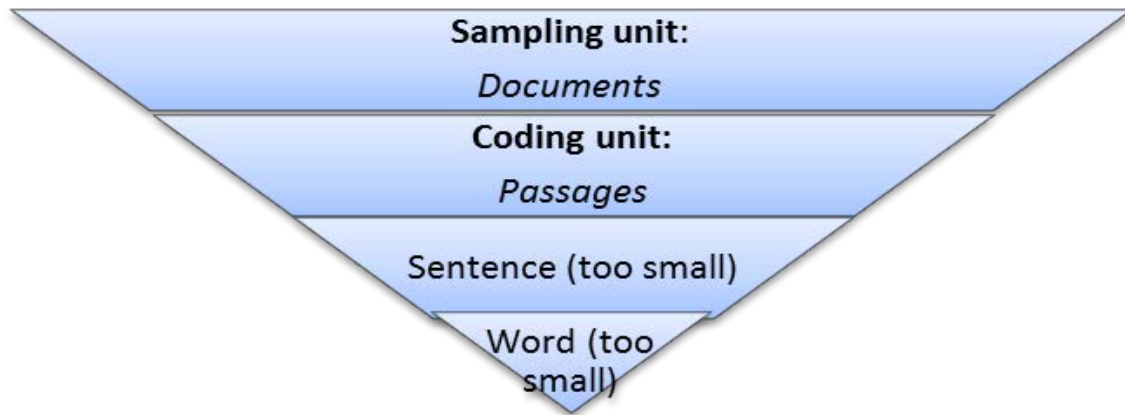 Sampling unit:
Documents
Coding unit:
Passages
Sentence (too small)
Word (too
small)